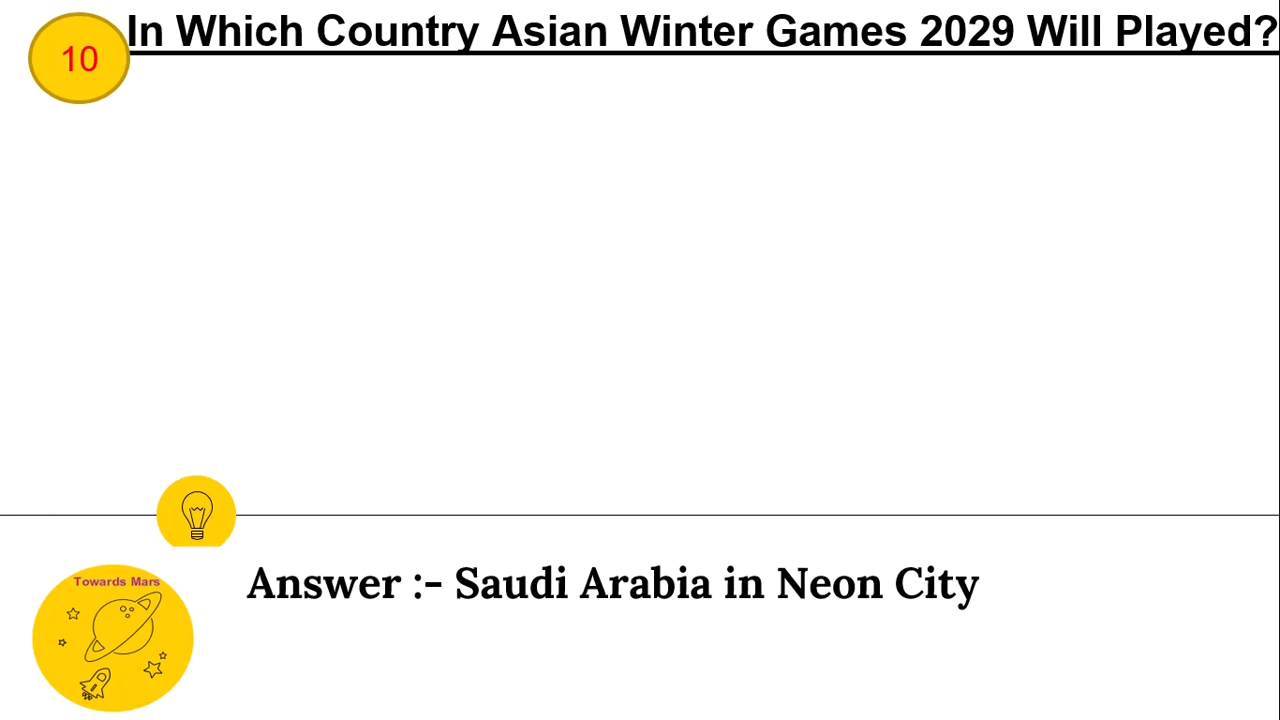 10
In Which Country Asian Winter Games 2029 Will Played?
Answer :- Saudi Arabia in Neon City
Towards Mars